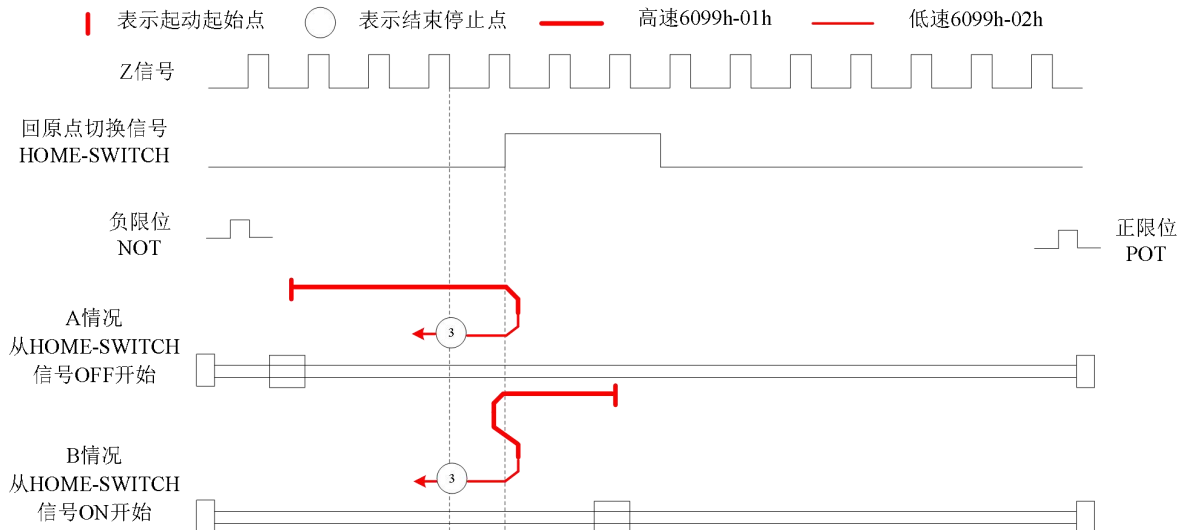 表示起动起始点
表示结束停止点
高速6099h-01h
低速6099h-02h
Z信号
回原点切换信号
HOME-SWITCH
负限位
NOT
正限位
POT
A情况
从HOME-SWITCH
信号OFF开始
3
B情况
从HOME-SWITCH
信号ON开始
3